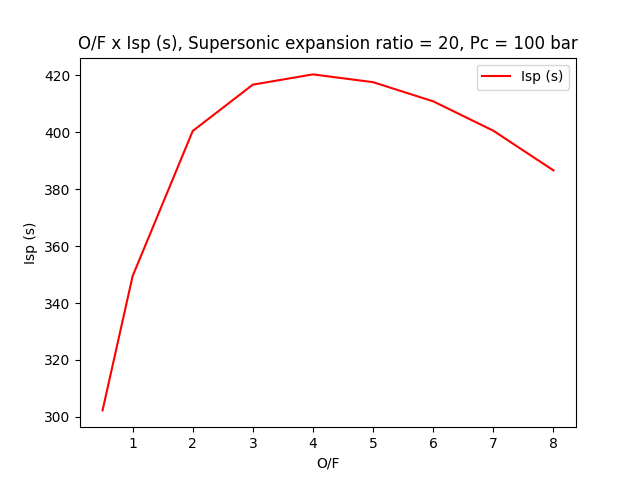 O/F x Isp (s), Supersonic expansion ratio = 20, Pc = 100 bar
Isp (s)
420
400
380
360
340
320
300
Isp (s)
1 2 3 4 5 6 7 8
O/F